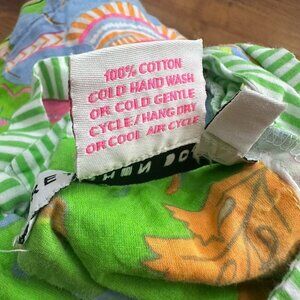 100% COTTON
COLD HAND WASH
OR COLD GENTLE
CYCLE/HANG DRY
OR COOL AIR CYCLE